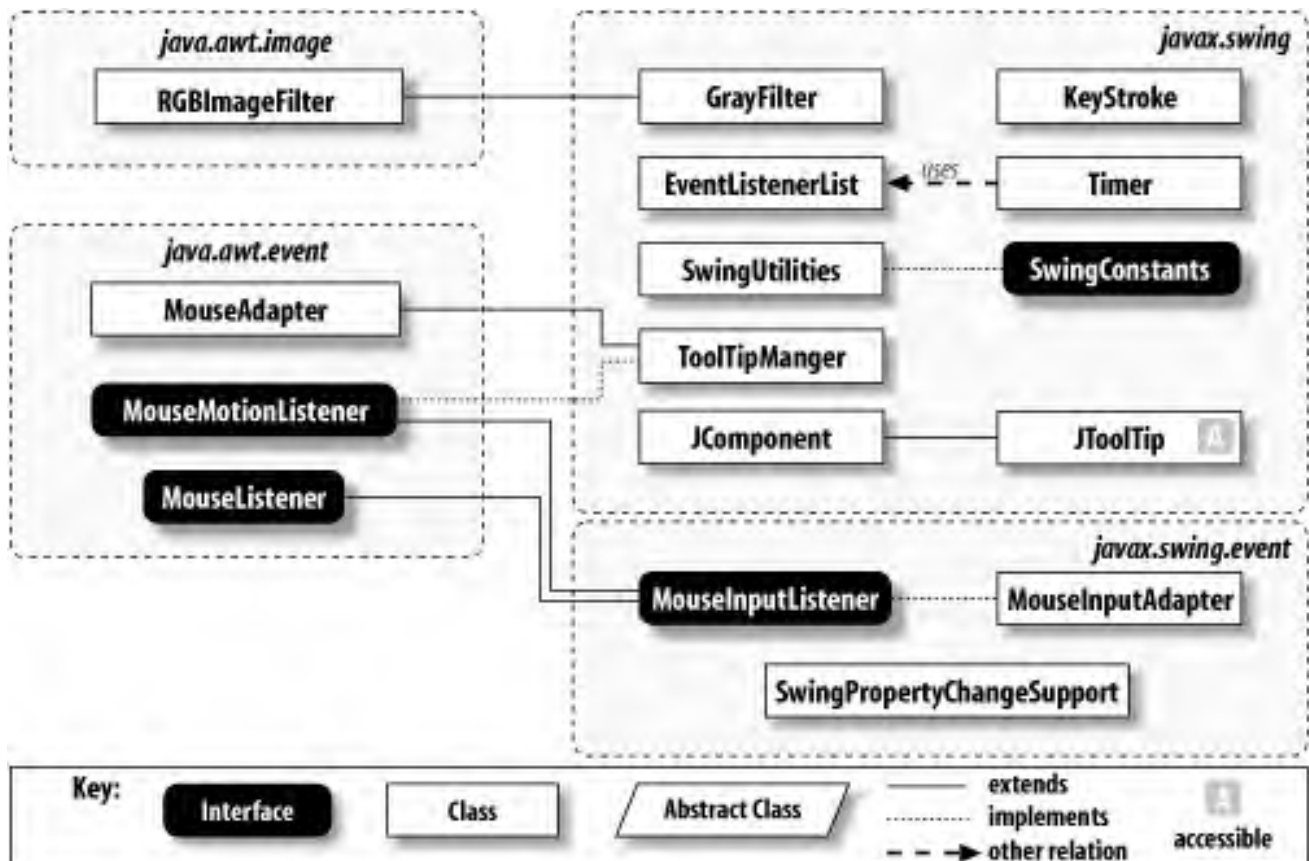 java.awt.image
RGBImageFilter
java.awt.event
MouseAdapter
MouseMotionListener
MouseListener
javax.swing
GrayFilter
KeyStroke
EventListenerList
uses
Timer
SwingUtilities
SwingConstants
ToolTipManger
JComponent
JToolTip
A
javax.swing.event
MouseInputListener
MouseInputAdapter
SwingPropertyChangeSupport
Key:
Interface
Class
Abstract Class
extends
implements
other relation
A
accessible